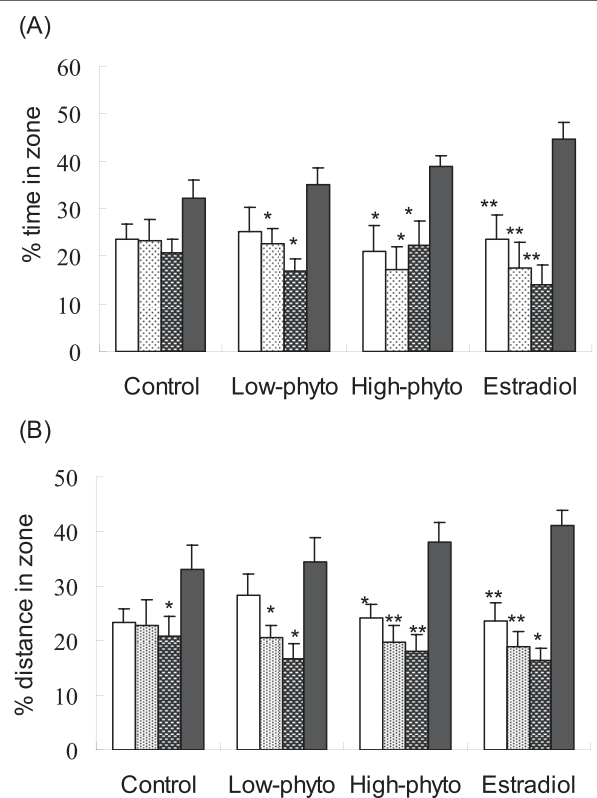 (A)
% time in zone
60
50
40
30
20
10
0
* * * * * ** ** **
Control Low-phyto High-phyto Estradiol
(B)
% distance in zone
50
40
30
20
10
0
* * * * ** ** ** ** *
Control Low-phyto High-phyto Estradiol